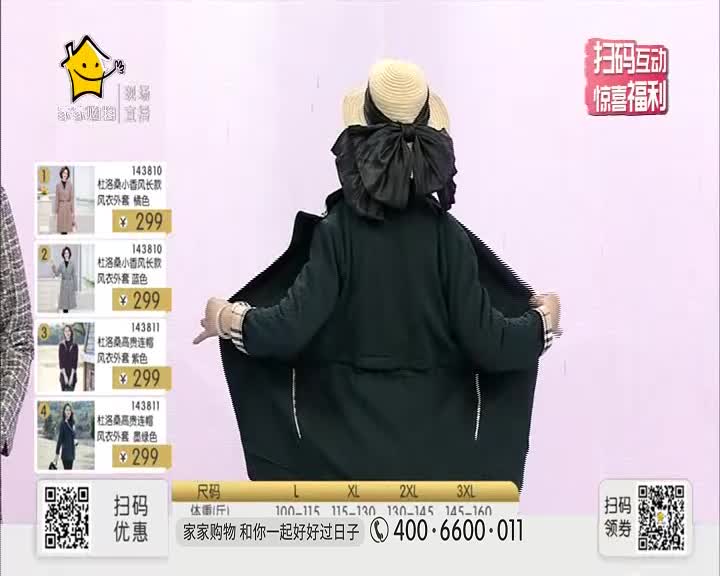 现场
直播
扫码互动
惊喜福利
1
143810
杜洛桑小香风长款
风衣外套 橘色
¥ 299
2
143810
杜洛桑小香风长款
风衣外套 蓝色
¥ 299
3
143811
杜洛桑高贵连帽
风衣外套 紫色
¥ 299
4
143811
杜洛桑高贵连帽
风衣外套 墨绿色
¥ 299
尺码 L XL 2XL 3XL
体重(斤) 100-115 115-130 130-145 145-160
扫码
优惠
家家购物 和你一起好好过日子
400·6600·011
扫码
领券